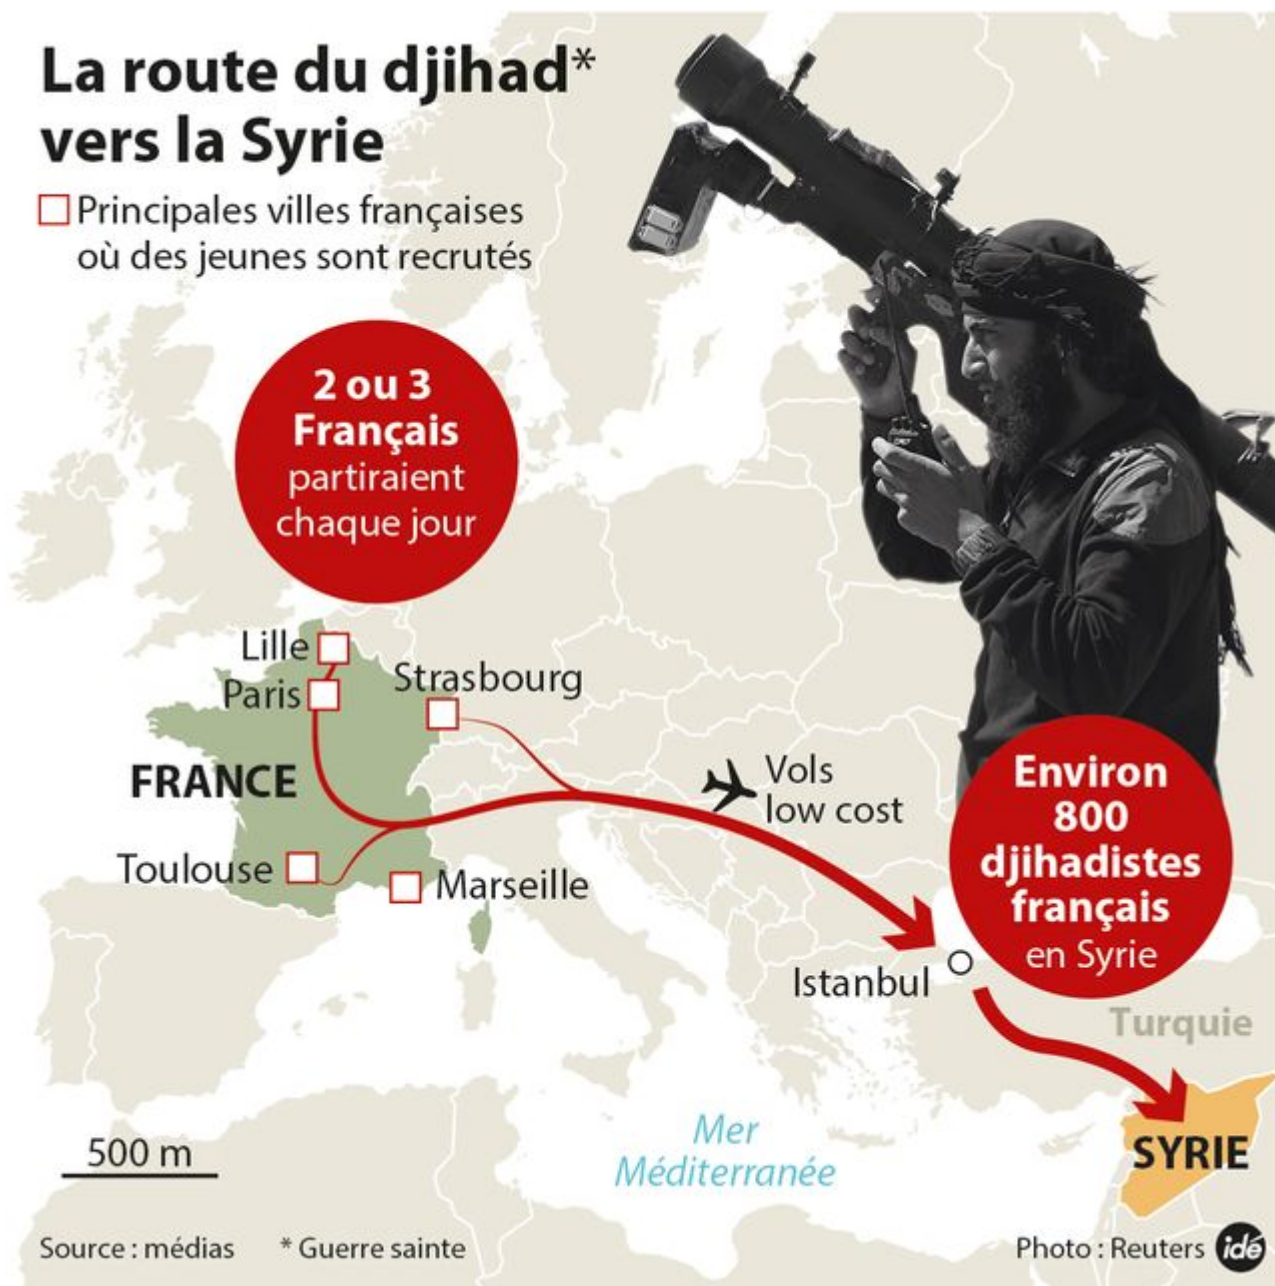 La route du djihad*
vers la Syrie
Principales villes françaises
où des jeunes sont recrutés
2 ou 3
Français
partiraient
chaque jour
Lille
Paris
Strasbourg
FRANCE
Vols
low cost
Toulouse
Marseille
Environ
800
djihadistes
français
en Syrie
Istanbul
Turquie
Mer
Méditerranée
SYRIE
500 m
Source : médias
* Guerre sainte
Photo : Reuters
idé